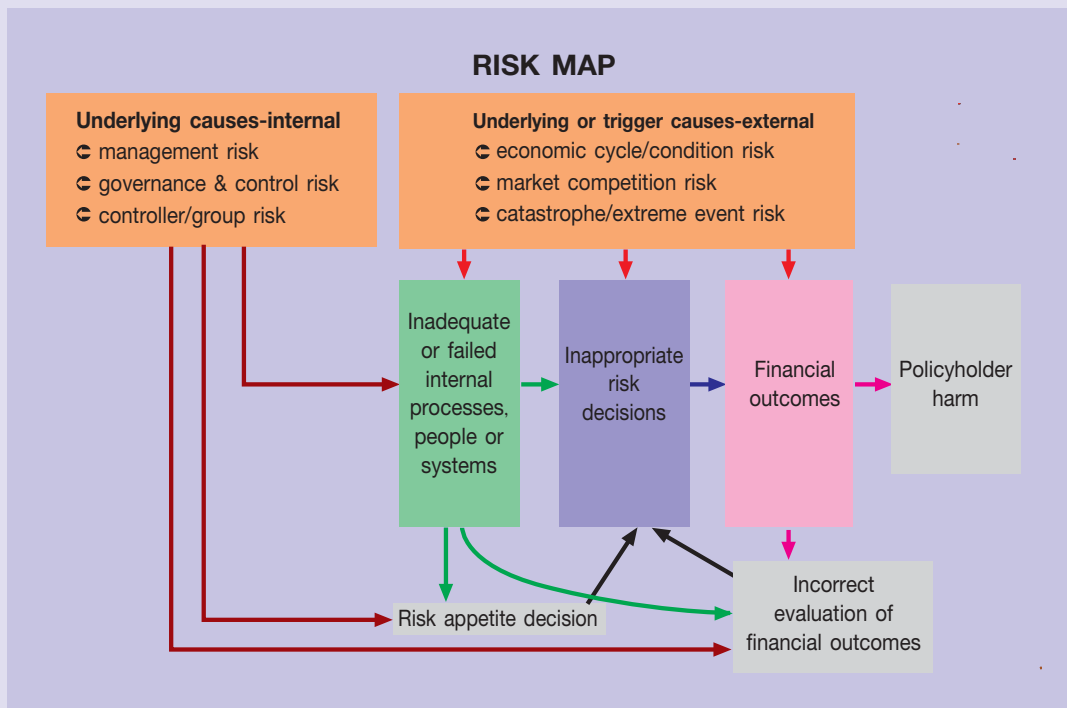 RISK MAP
Underlying causes-internal
management risk
governance & control risk
controller/group risk
Underlying or trigger causes-external
economic cycle/condition risk
market competition risk
catastrophe/extreme event risk
Inadequate
or failed
internal
processes,
people or
systems
Inappropriate
risk
decisions
Financial
outcomes
Policyholder
harm
Risk appetite decision
Incorrect
evaluation of
financial outcomes